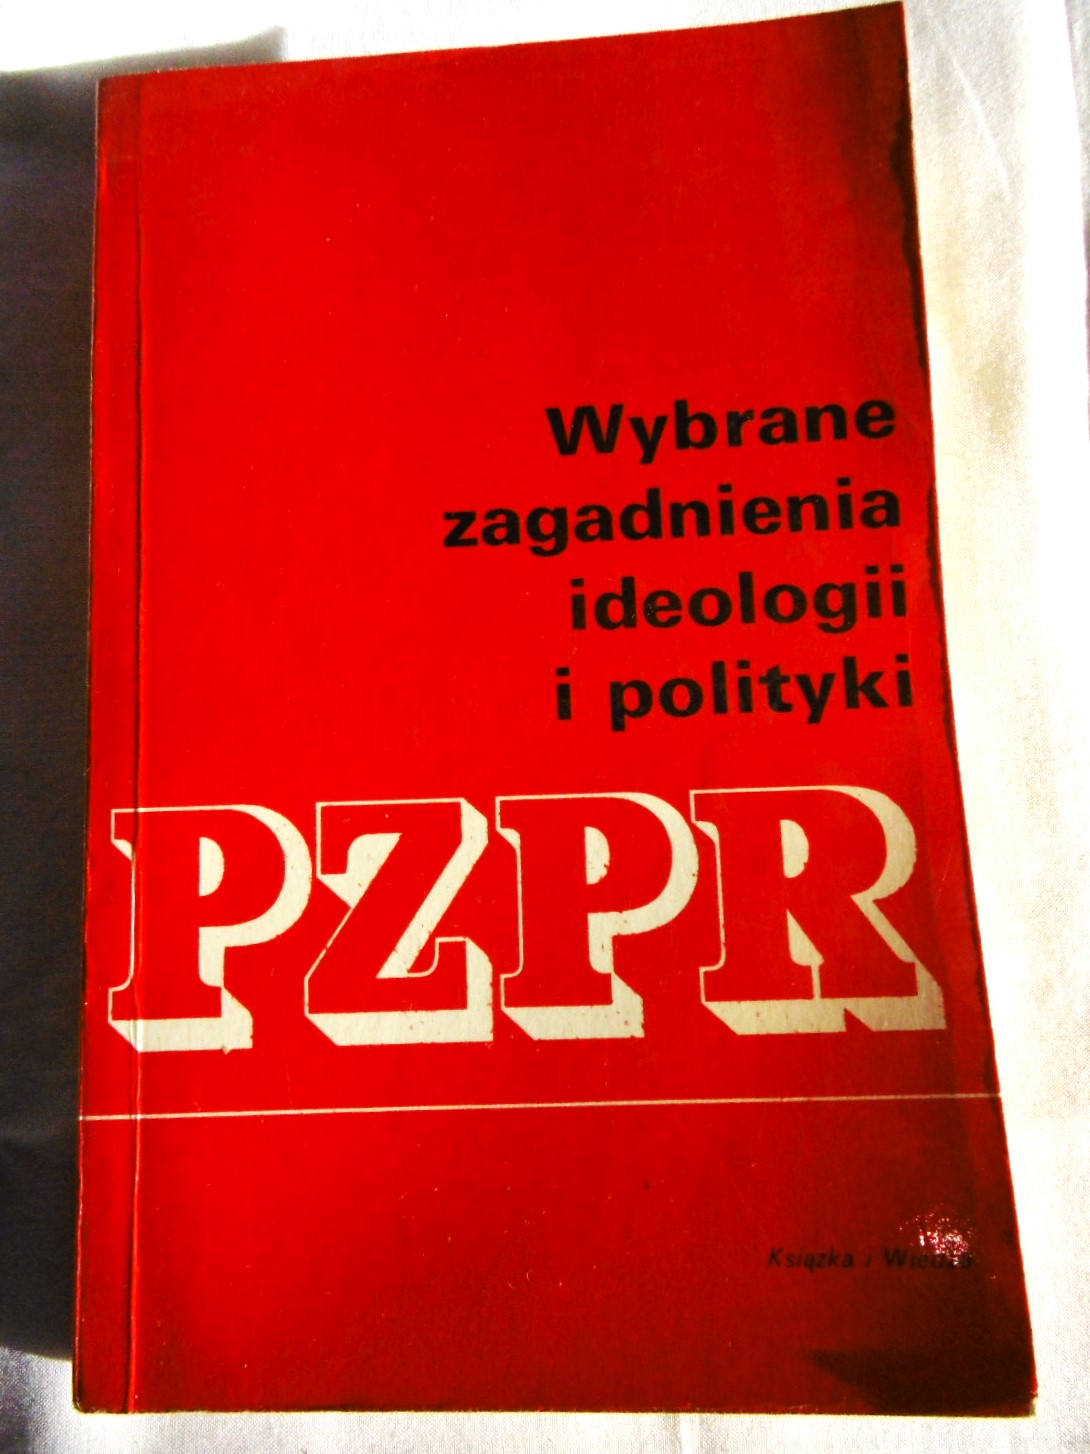 Wybrane
zagadnienia
ideologii
i polityki
PZPR
Książka i Wiedza